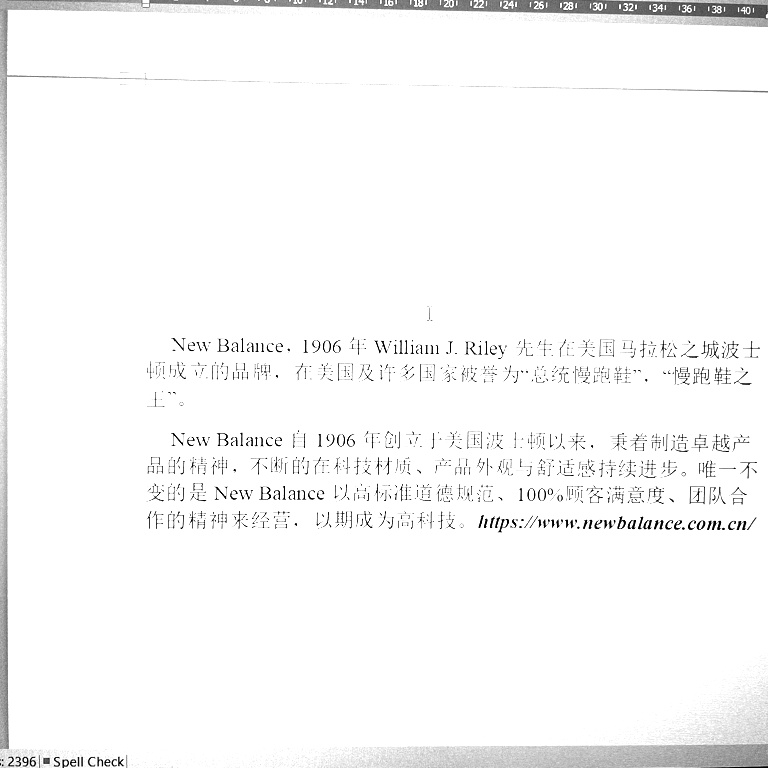 2 4 6 8 10 12 14 16 18 20 22 24 26 28 30 32 34 36 38 40
New Balance，1906 年 William J. Riley 先生在美国马拉松之城波士
顿成立的品牌，在美国及许多国家被誉为“总统慢跑鞋”，“慢跑鞋之
王”。
New Balance 自 1906 年创立于美国波士顿以来，秉着制造卓越产
品的精神，不断的在科技材质、产品外观与舒适感持续进步。唯一不
变的是 New Balance 以高标准道德规范、100%顾客满意度、团队合
作的精神来经营，以期成为高科技。https://www.newbalance.com.cn/
: 2396 Spell Check